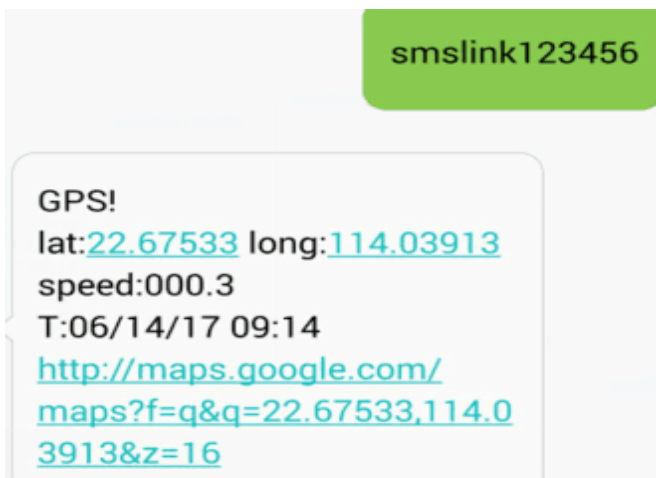 smslink123456
GPS!
lat:22.67533 long:114.03913
speed:000.3
T:06/14/17 09:14
http://maps.google.com/
maps?f=q&q=22.67533,114.0
3913&z=16